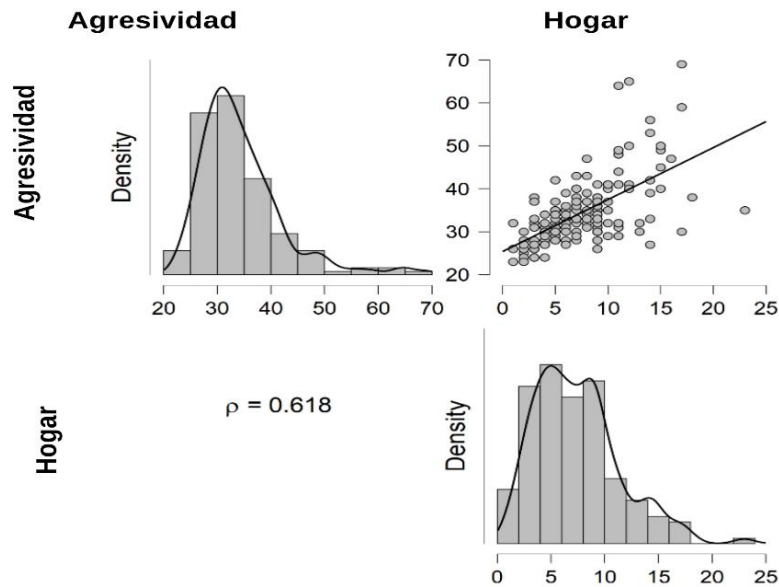 Agresividad Hogar
Agresividad
Density
70
60
50
40
30
20
20 30 40 50 60 70
0 5 10 15 20 25
Hogar
ρ = 0.618
Density
0 5 10 15 20 25